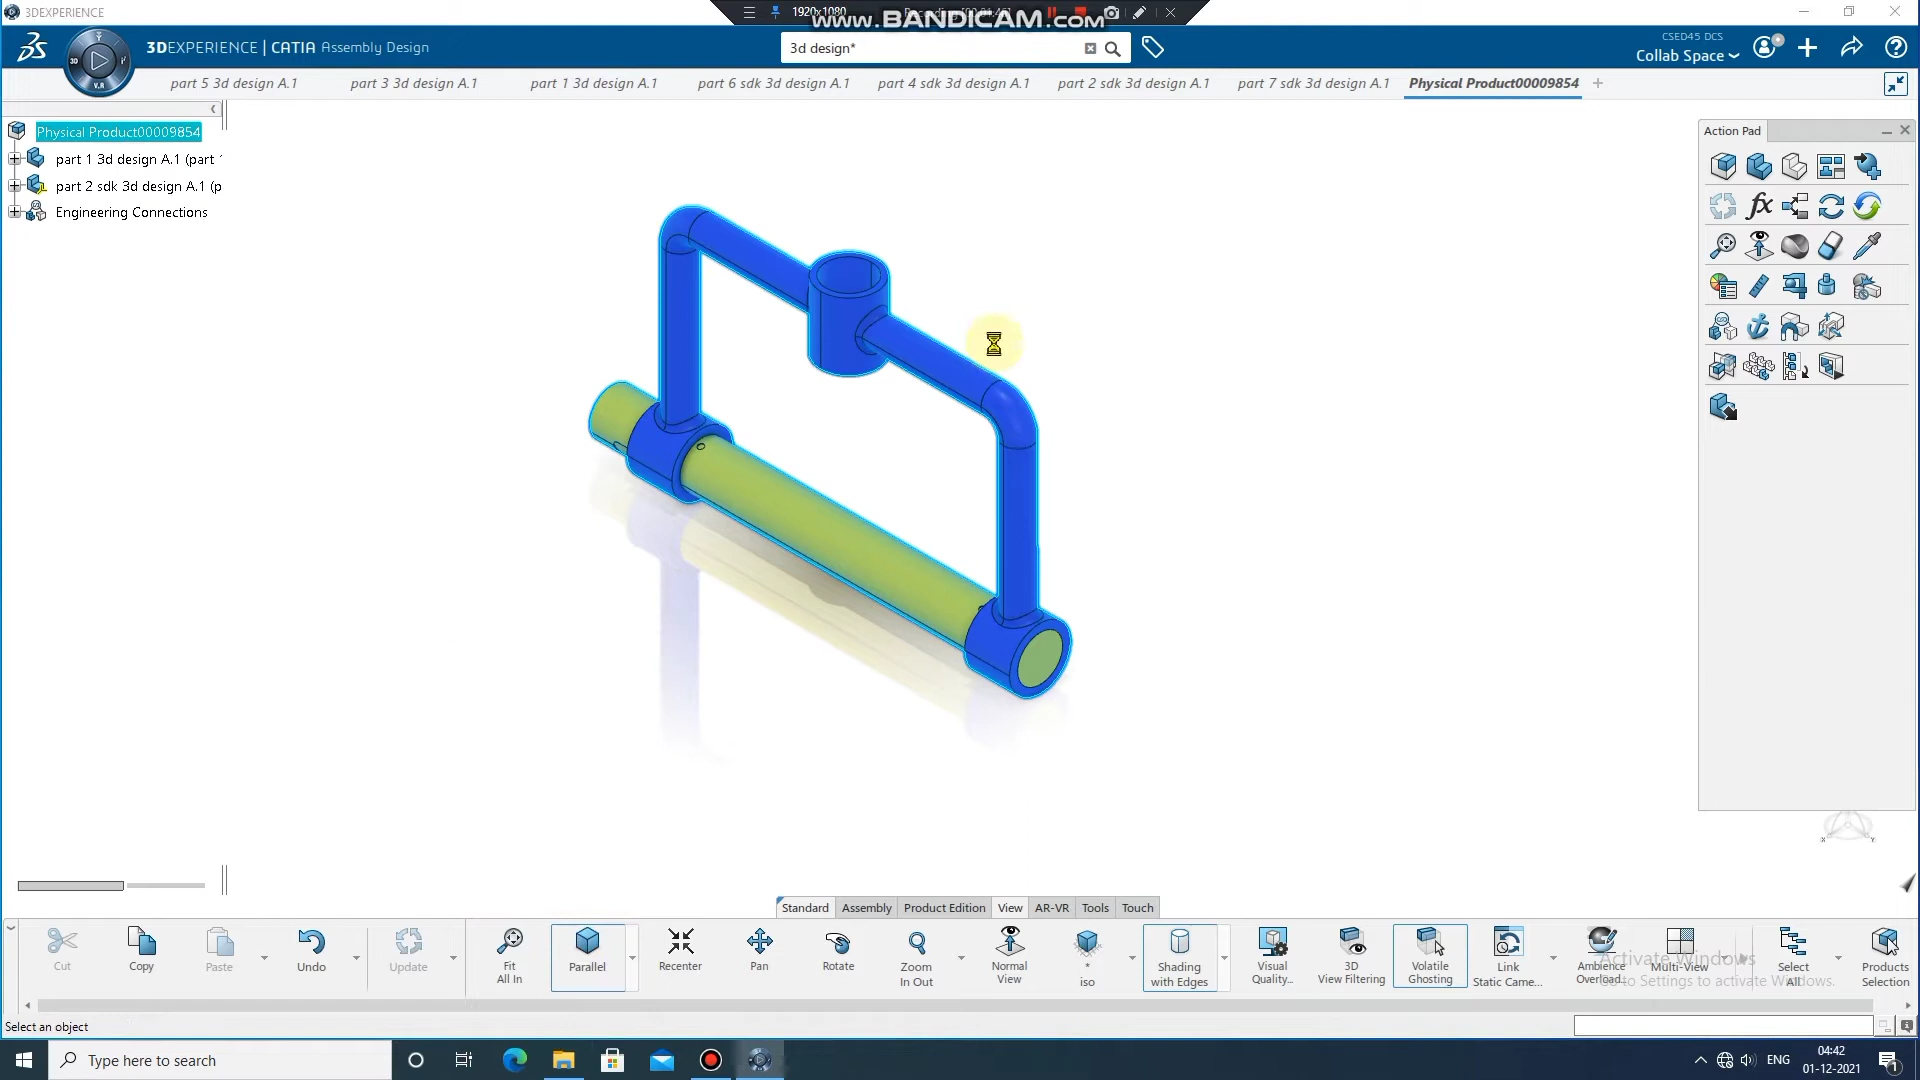 3DEXPERIENCE
1920x1080
www.BANDICAM.com
3DEXPERIENCE | CATIA Assembly Design
3d design*
CSED45 DCS
Collab Space
part 5 3d design A.1
part 3 3d design A.1
part 1 3d design A.1
part 6 sdk 3d design A.1
part 4 sdk 3d design A.1
part 2 sdk 3d design A.1
part 7 sdk 3d design A.1
Physical Product00009854
Physical Product00009854
part 1 3d design A.1 (part
part 2 sdk 3d design A.1 (p
Engineering Connections
Action Pad
Standard
Assembly
Product Edition
View
AR-VR
Tools
Touch
Cut
Copy
Paste
Undo
Update
Fit
All In
Parallel
Recenter
Pan
Rotate
Zoom
In Out
Normal
View
*
iso
Shading
with Edges
Visual
Quality...
3D
View Filtering
Volatile
Ghosting
Link
Static Came...
Ambience
Overload...
Multi-View
Select
All
Products
Selection
Activate Windows
Go to Settings to activate Windows.
Select an object
Type here to search
ENG
04:42
01-12-2021